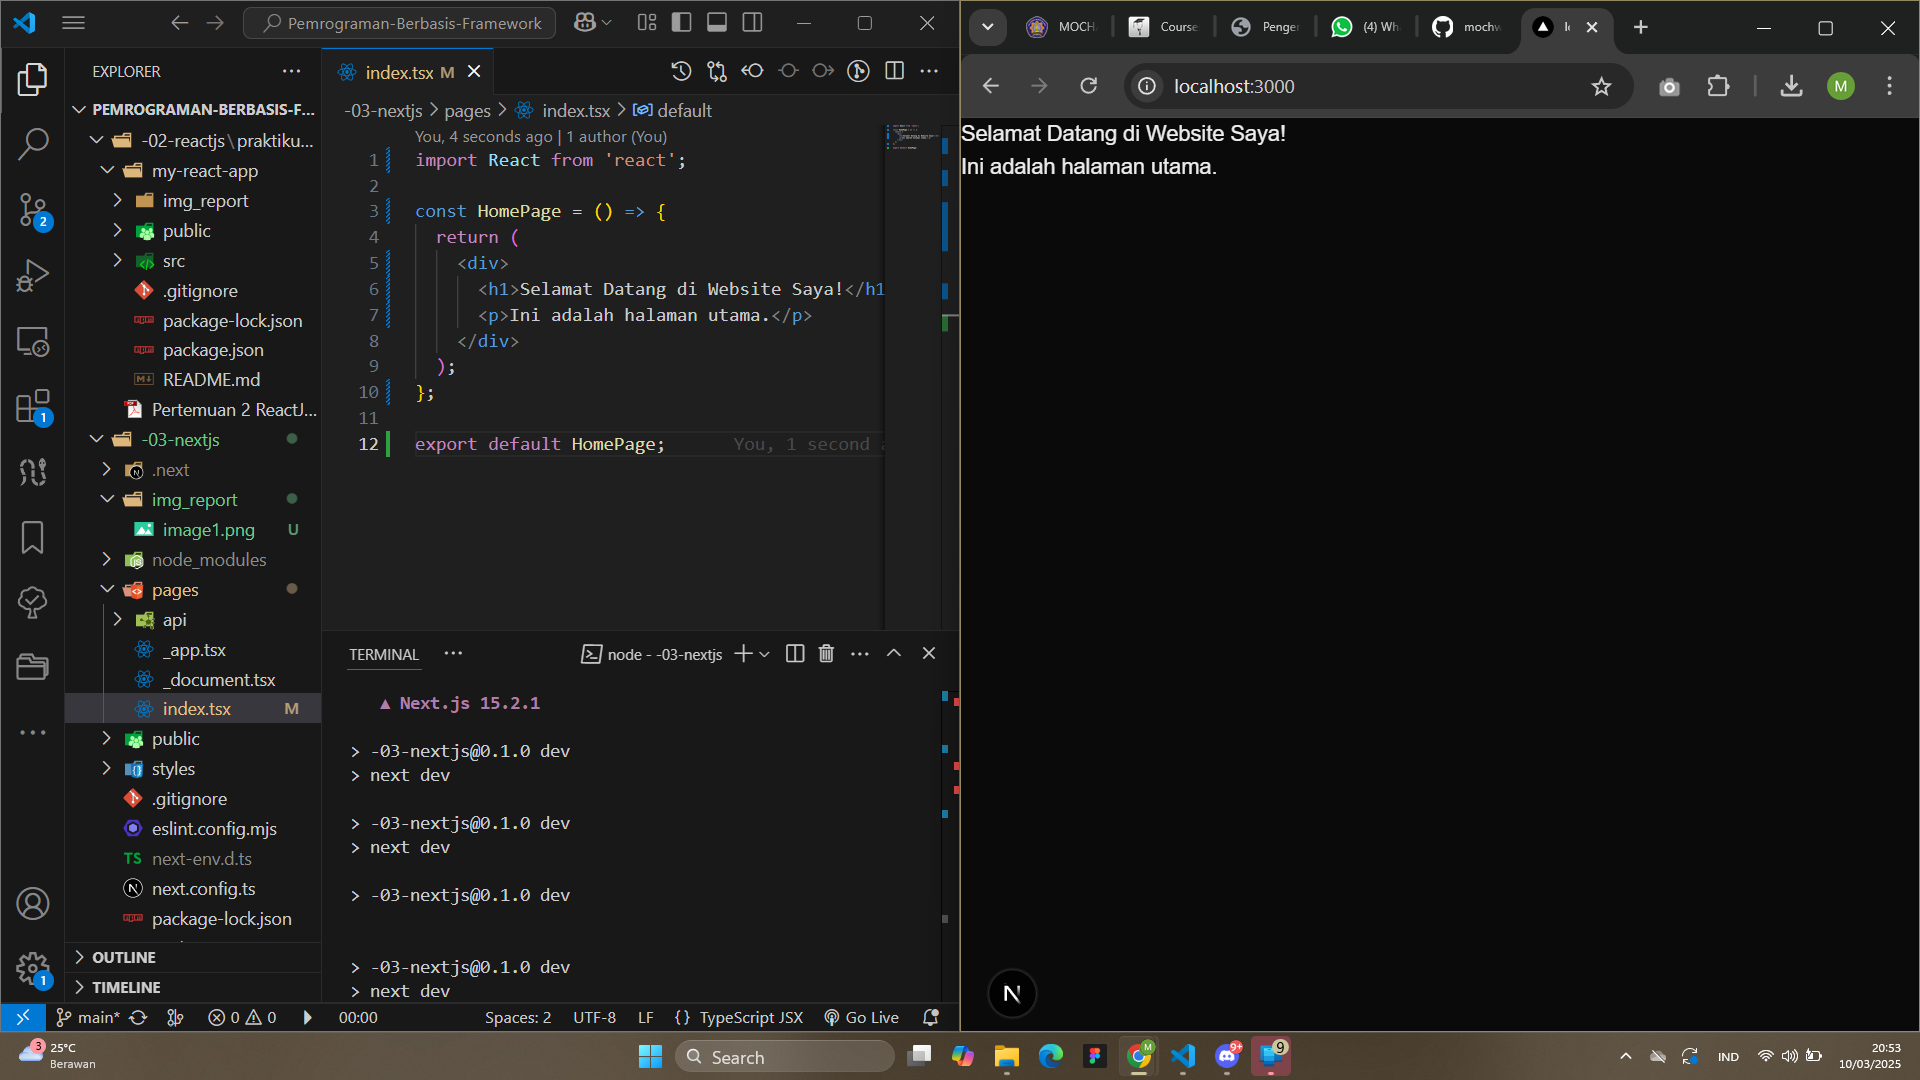 Pemrograman-Berbasis-Framework
EXPLORER
PEMROGRAMAN-BERBASIS-F...
-02-reactjs\praktiku...
my-react-app
img_report
public
src
.gitignore
package-lock.json
package.json
README.md
Pertemuan 2 ReactJ...
-03-nextjs
.next
img_report
image1.png U
node_modules
pages
api
_app.tsx
_document.tsx
index.tsx M
public
styles
.gitignore
eslint.config.mjs
TS next-env.d.ts
next.config.ts
package-lock.json
OUTLINE
TIMELINE
2
1
1
index.tsx M
-03-nextjs > pages > index.tsx > default
You, 4 seconds ago | 1 author (You)
1 import React from 'react';
2
3 const HomePage = () => {
4 return (
5 <div>
6 <h1>Selamat Datang di Website Saya!</h1
7 <p>Ini adalah halaman utama.</p>
8 </div>
9 );
10 };
11
12 export default HomePage; You, 1 second a
TERMINAL
node - -03-nextjs
▲ Next.js 15.2.1
> -03-nextjs@0.1.0 dev
> next dev
> -03-nextjs@0.1.0 dev
> next dev
> -03-nextjs@0.1.0 dev
> -03-nextjs@0.1.0 dev
> next dev
main* 0 0 00:00 Spaces: 2 UTF-8 LF {} TypeScript JSX Go Live
MOCH
Course
Penge
(4) Wh
mochw
localhost:3000
M
Selamat Datang di Website Saya!
Ini adalah halaman utama.
N
3
25°C
Berawan
Search
M
9+
9
IND
20:53
10/03/2025